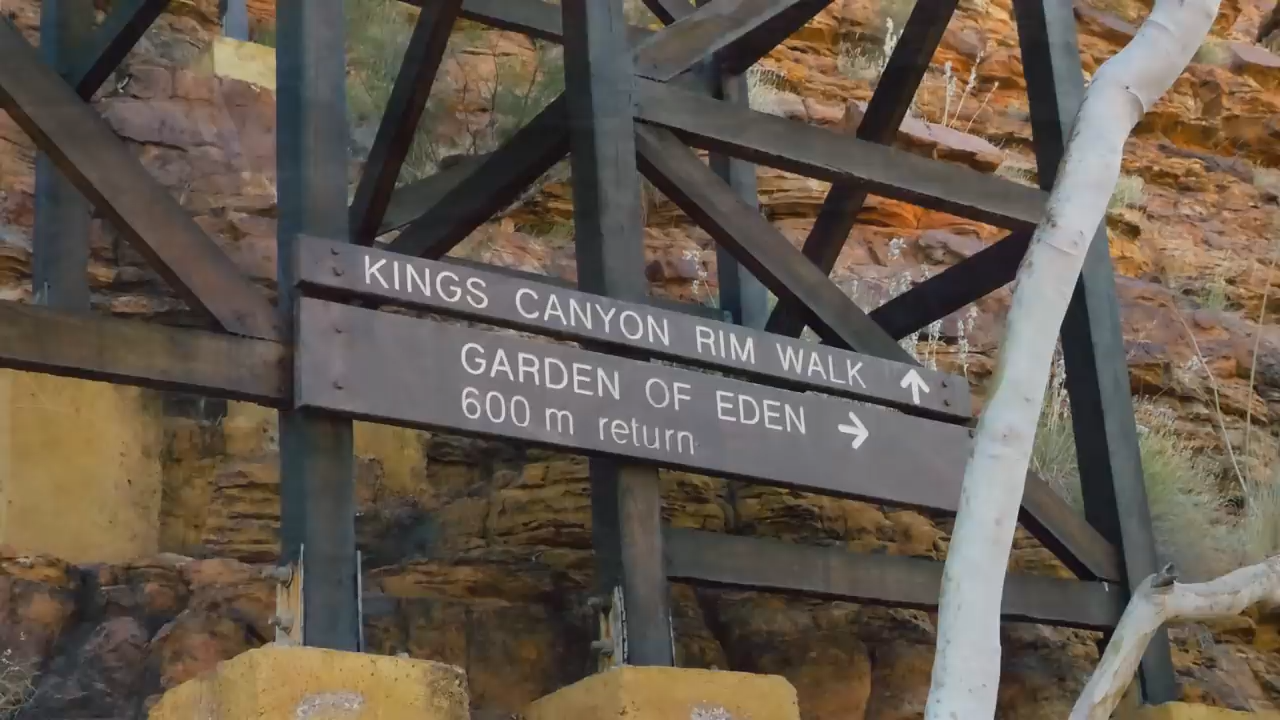 KINGS CANYON RIM WALK ↑
GARDEN OF EDEN →
600 m return